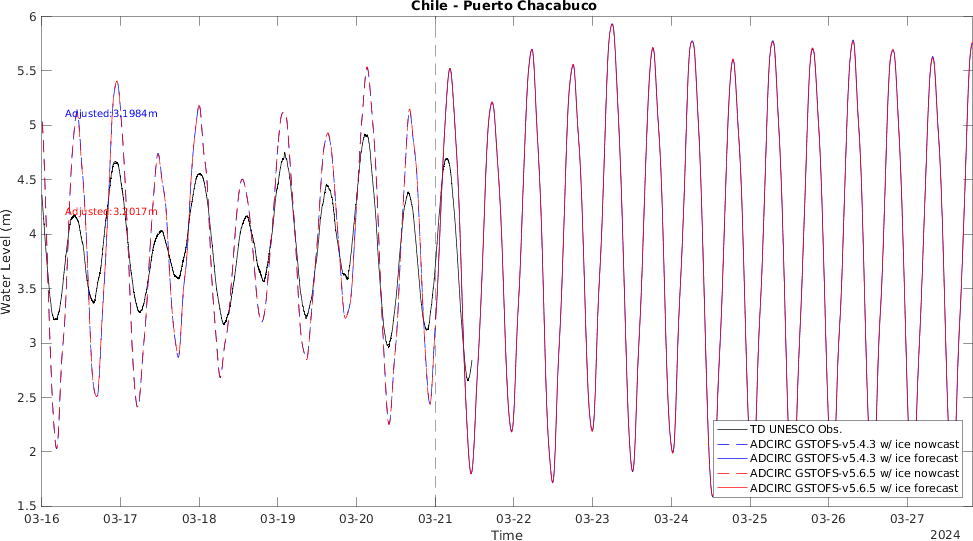 Chile - Puerto Chacabuco
Water Level (m)
6
5.5
5
4.5
4
3.5
3
2.5
2
1.5
Adjusted:3.1984m
Adjusted:3.2017m
TD UNESCO Obs.
ADCIRC GSTOFS-v5.4.3 w/ ice nowcast
ADCIRC GSTOFS-v5.4.3 w/ ice forecast
ADCIRC GSTOFS-v5.6.5 w/ ice nowcast
ADCIRC GSTOFS-v5.6.5 w/ ice forecast
03-16 03-17 03-18 03-19 03-20 03-21 03-22 03-23 03-24 03-25 03-26 03-27
Time
2024